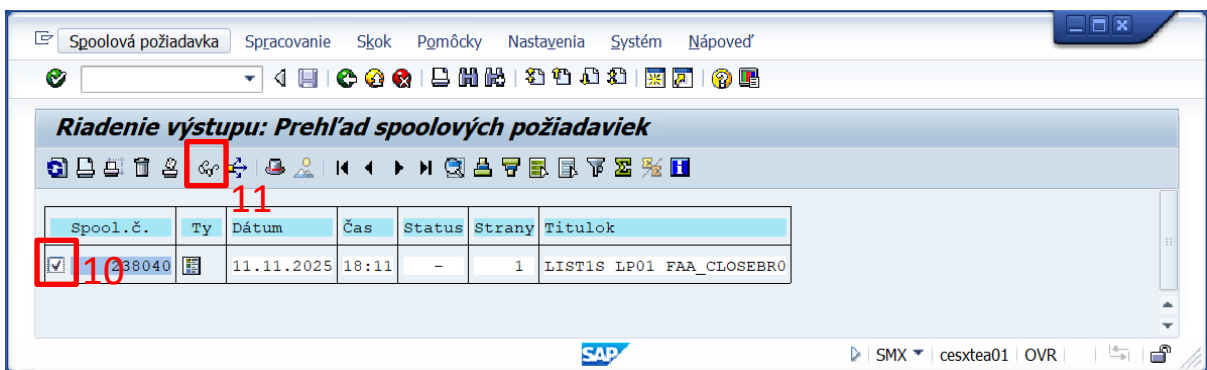 Spoolová požiadavka Spracovanie Skok Pomôcky Nastavenia Systém Nápoveď
Riadenie výstupu: Prehľad spoolových požiadaviek
11
Spool.č. Ty Dátum Čas Status Strany Titulok
10 238040 11.11.2025 18:11 - 1 LIST1S LP01 FAA_CLOSEBR0
SAP SMX cesxtea01 OVR